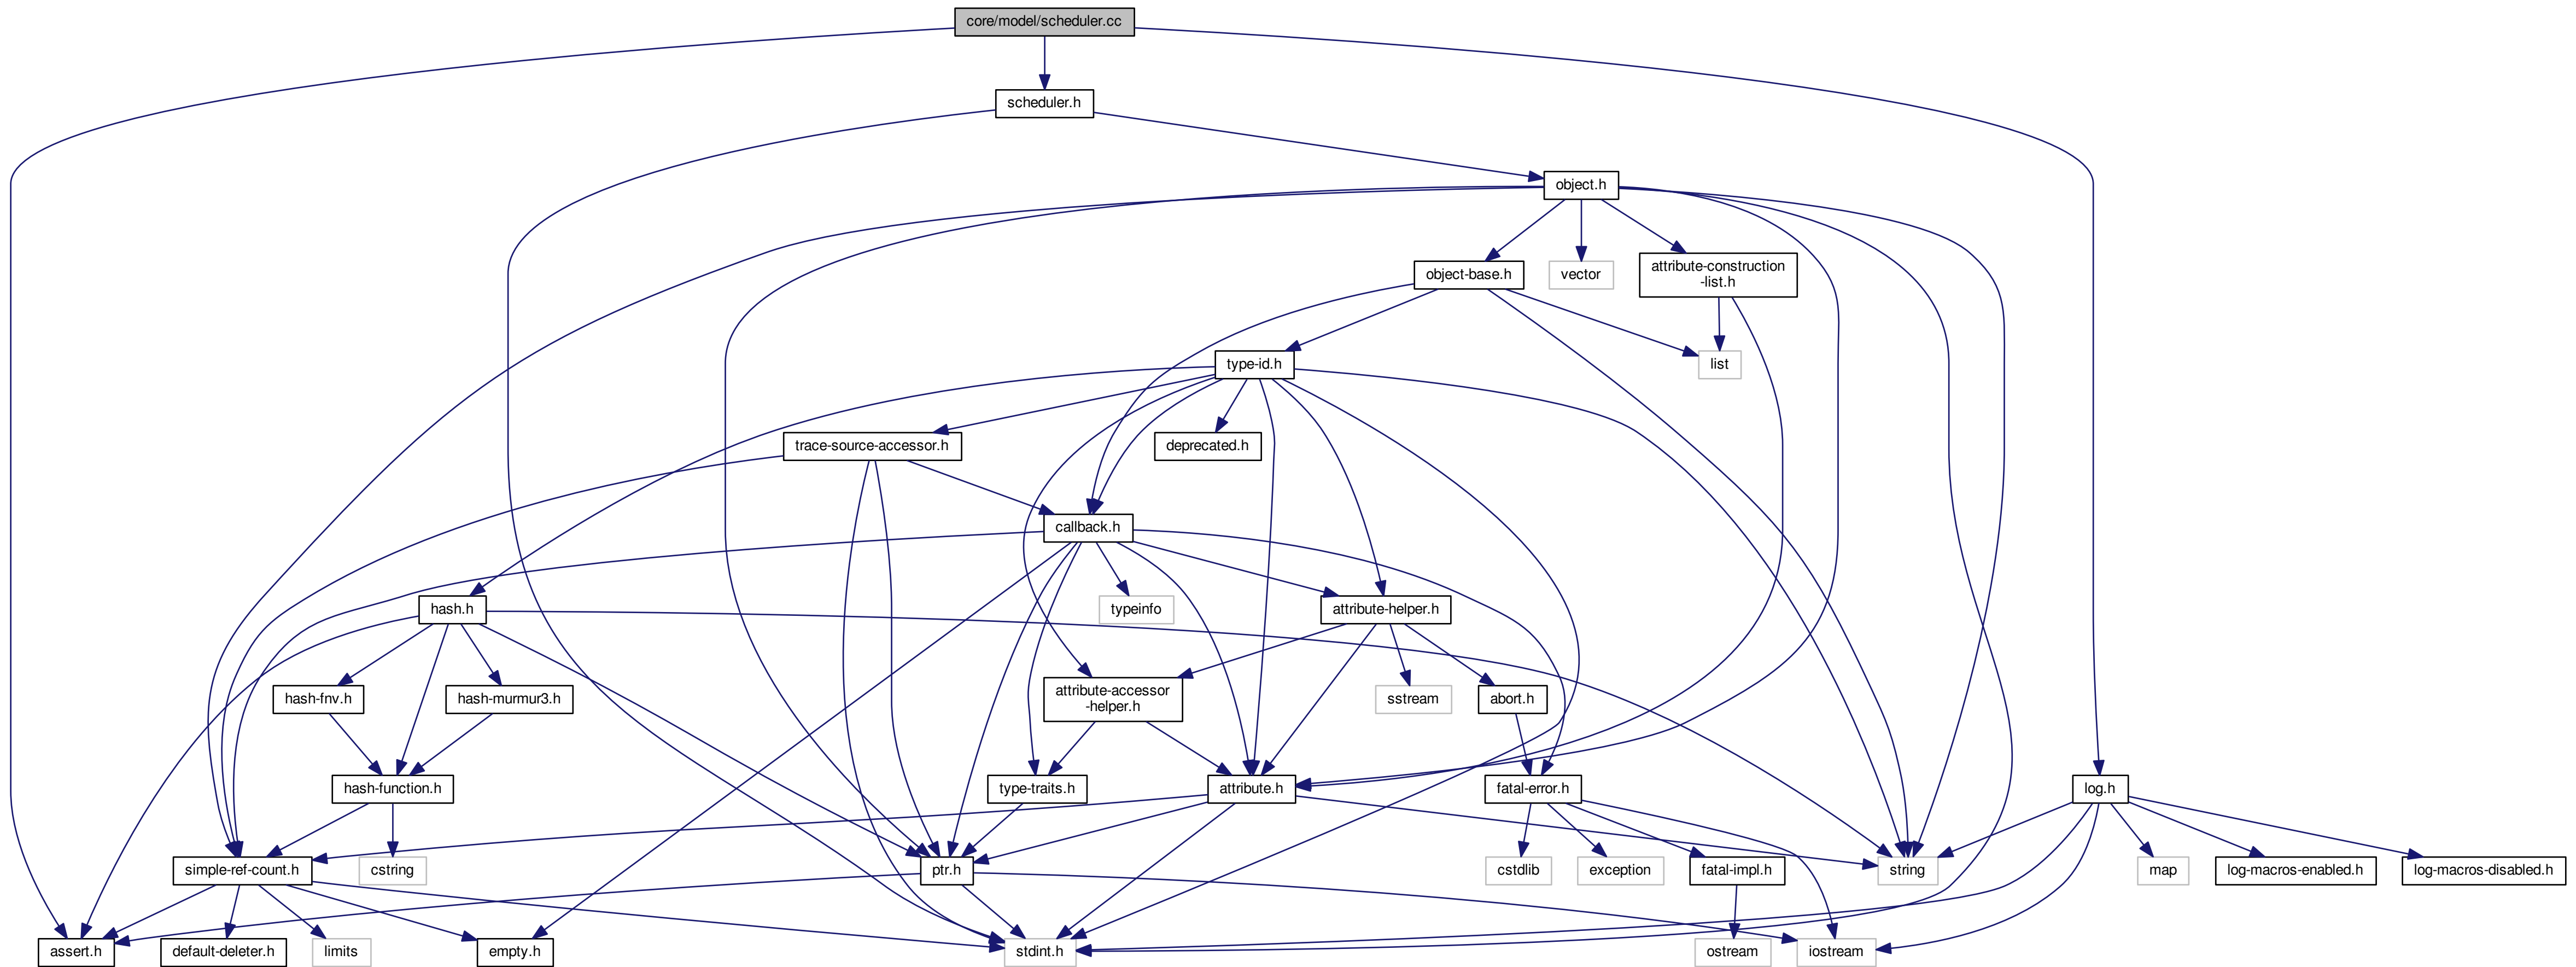 core/model/scheduler.cc
scheduler.h
object.h
object-base.h
vector
attribute-construction
-list.h
type-id.h
list
trace-source-accessor.h
deprecated.h
callback.h
hash.h
typeinfo
attribute-helper.h
hash-fnv.h
hash-murmur3.h
attribute-accessor
-helper.h
sstream
abort.h
hash-function.h
type-traits.h
attribute.h
fatal-error.h
log.h
simple-ref-count.h
cstring
ptr.h
cstdlib
exception
fatal-impl.h
string
map
log-macros-enabled.h
log-macros-disabled.h
assert.h
default-deleter.h
limits
empty.h
stdint.h
ostream
iostream